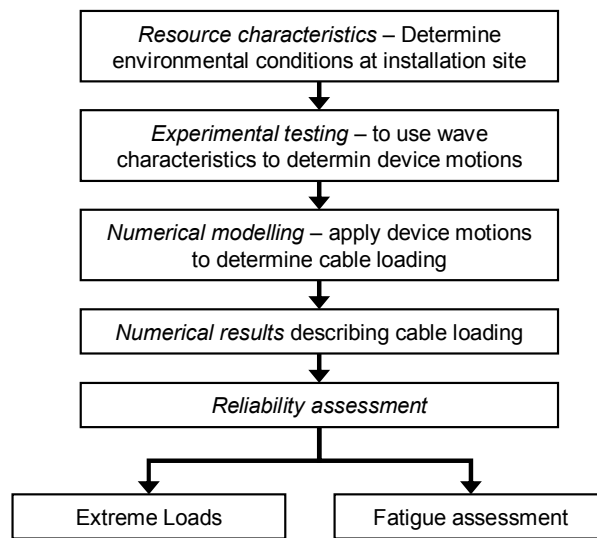 Resource characteristics – Determine
environmental conditions at installation site
Experimental testing – to use wave
characteristics to determin device motions
Numerical modelling – apply device motions
to determine cable loading
Numerical results describing cable loading
Reliability assessment
Extreme Loads
Fatigue assessment